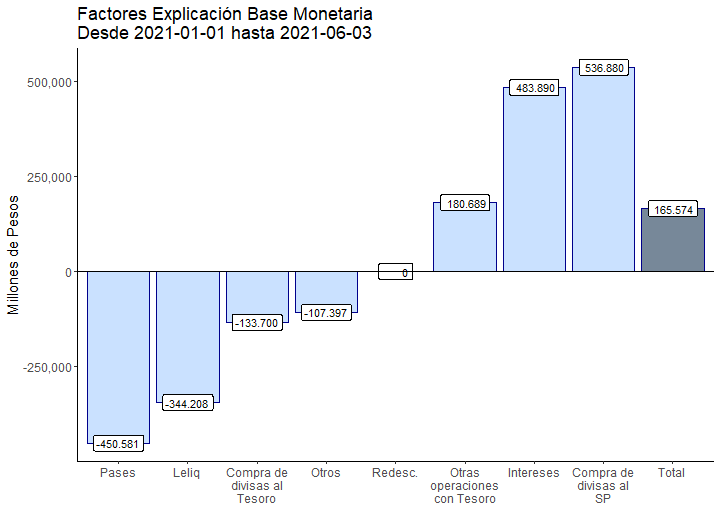 Factores Explicación Base Monetaria
Desde 2021-01-01 hasta 2021-06-03
Millones de Pesos
500,000
250,000
0
-250,000
-450.581
-344.208
-133.700
-107.397
0
180.689
483.890
536.880
165.574
Pases
Leliq
Compra de
divisas al
Tesoro
Otros
Redesc.
Otras
operaciones
con Tesoro
Intereses
Compra de
divisas al
SP
Total